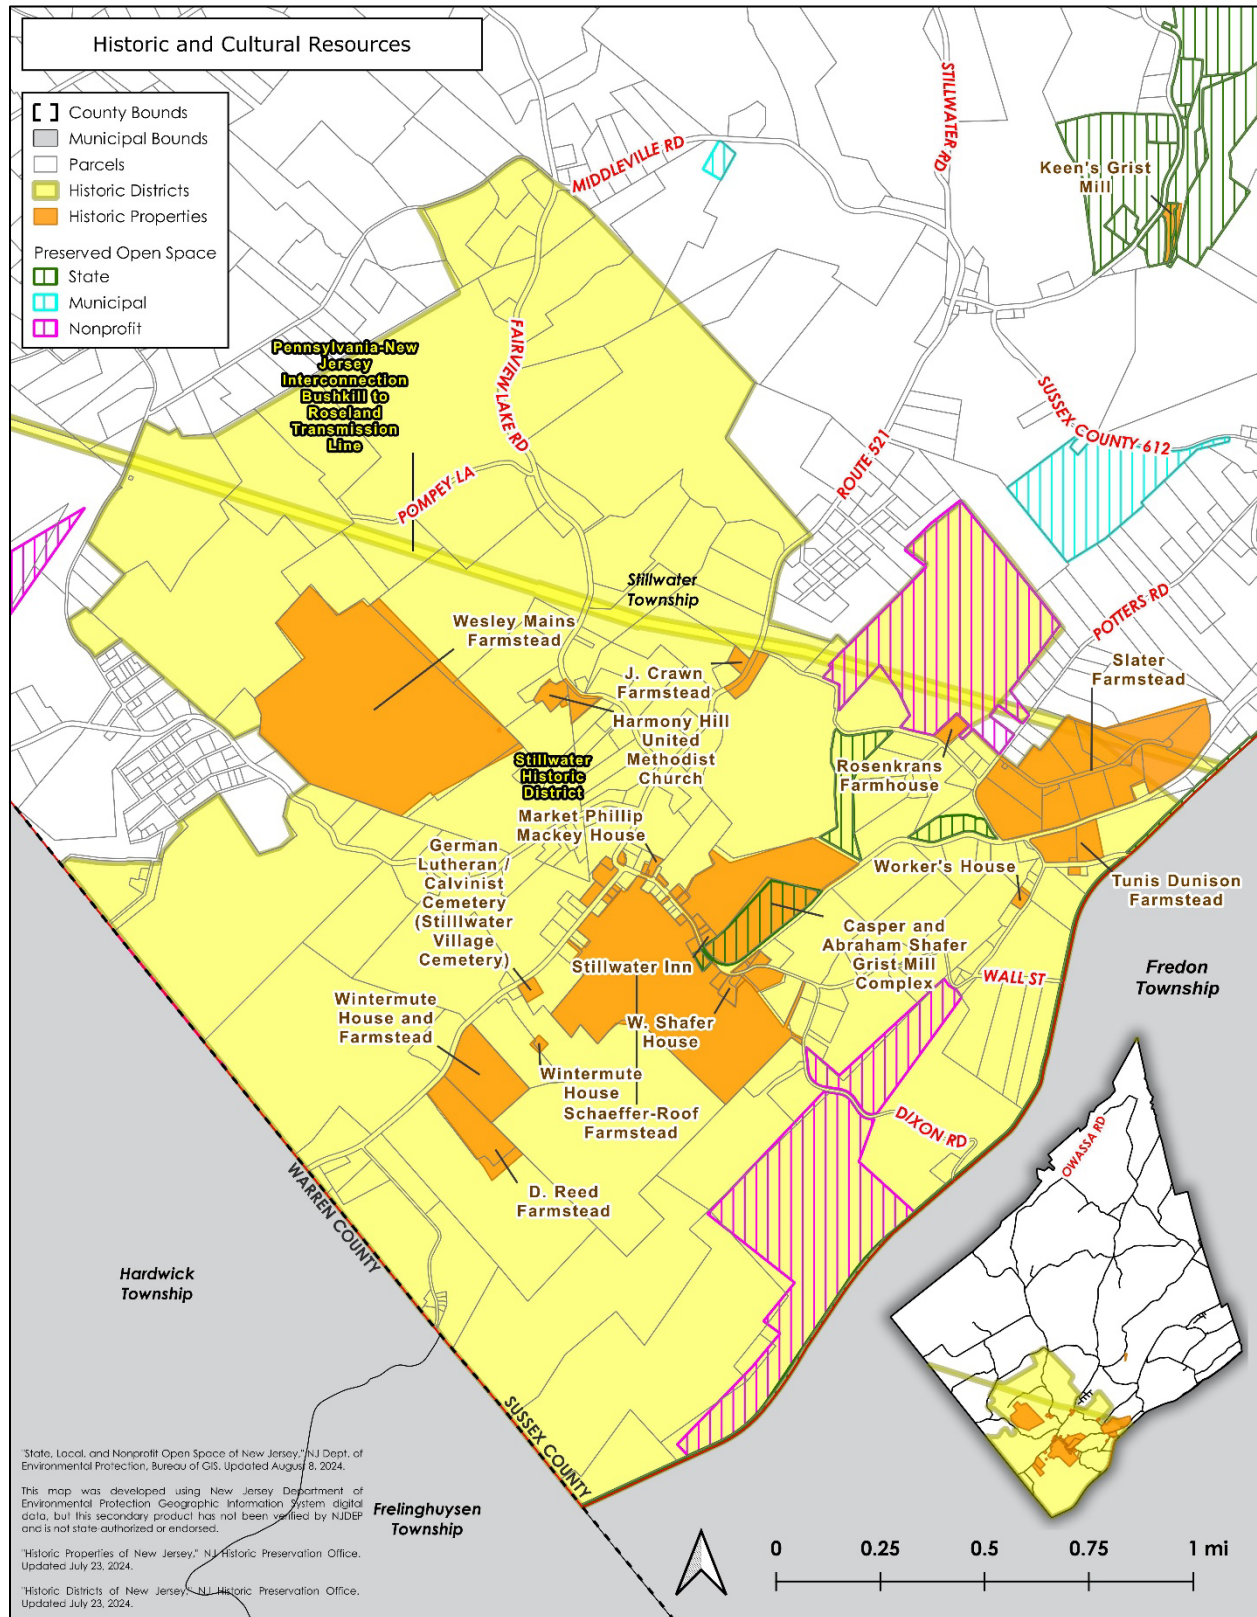 Historic and Cultural Resources
County Bounds
Municipal Bounds
Parcels
Historic Districts
Historic Properties
Preserved Open Space
State
Municipal
Nonprofit
MIDDLEVILLE RD
STILLWATER RD
Keen's Grist
Mill
Pennsylvania-New
Jersey
Interconnection
Bushkill to
Roseland
Transmission
Line
FAIRVIEW LAKE RD
SUSSEX COUNTY 612
ROUTE 521
POMPEY LA
Stillwater
Township
POTTERS RD
Wesley Mains
Farmstead
Slater
Farmstead
J. Crawn
Farmstead
Harmony Hill
United
Methodist
Church
Stillwater
Historic
District
Rosenkrans
Farmhouse
Market Phillip
Mackey House
German
Lutheran /
Calvinist
Cemetery
(Stilllwater
Village
Cemetery)
Worker's House
Tunis Dunison
Farmstead
Casper and
Abraham Shafer
Grist Mill
Complex
Stillwater Inn
WALL ST
Fredon
Township
Wintermute
House and
Farmstead
W. Shafer
House
Wintermute
House
Schaeffer-Roof
Farmstead
DIXON RD
D. Reed
Farmstead
OWASSA RD
WARREN COUNTY
SUSSEX COUNTY
Hardwick
Township
Frelinghuysen
Township
"State, Local, and Nonprofit Open Space of New Jersey," NJ Dept. of
Environmental Protection, Bureau of GIS. Updated August 8, 2024.
This map was developed using New Jersey Department of
Environmental Protection Geographic Information System digital
data, but this secondary product has not been verified by NJDEP
and is not state-authorized or endorsed.
"Historic Properties of New Jersey," NJ Historic Preservation Office.
Updated July 23, 2024.
"Historic Districts of New Jersey," NJ Historic Preservation Office.
Updated July 23, 2024.
0 0.25 0.5 0.75 1 mi